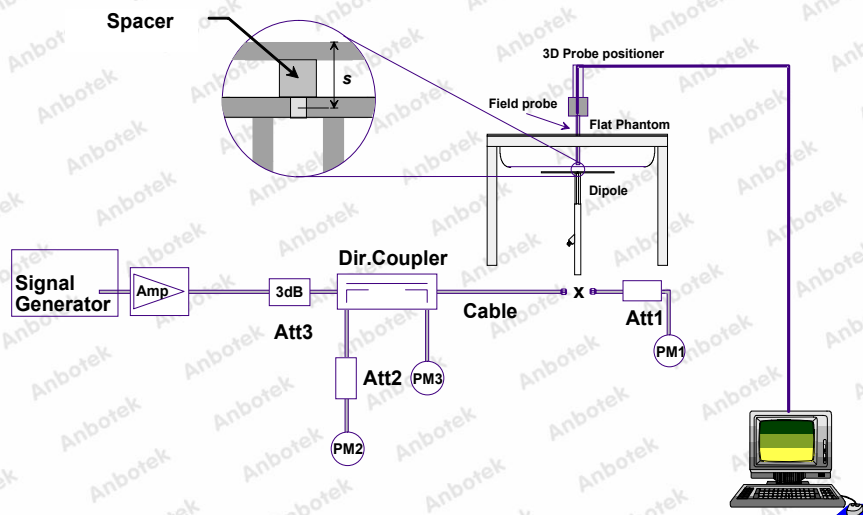 Spacer
s
3D Probe positioner
Field probe
Flat Phantom
Dipole
Signal
Generator
Amp
3dB
Att3
Dir.Coupler
Cable
x
Att1
PM1
Att2
PM3
PM2
Anbotek